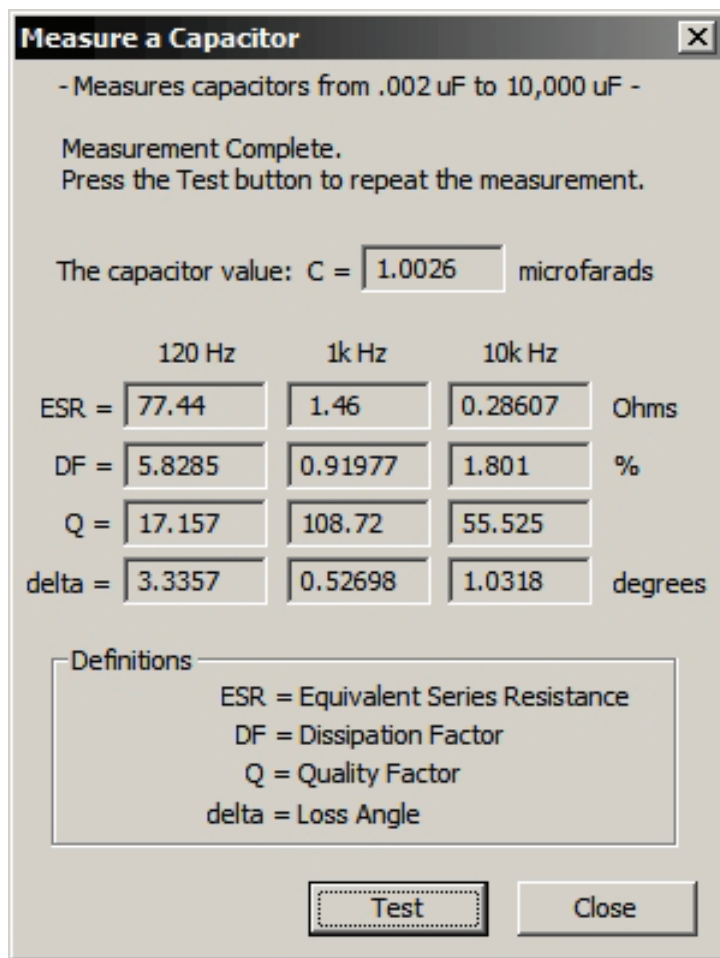 Measure a Capacitor
- Measures capacitors from .002 uF to 10,000 uF -
Measurement Complete.
Press the Test button to repeat the measurement.
The capacitor value: C = 1.0026 microfarads
120 Hz 1k Hz 10k Hz
ESR = 77.44 1.46 0.28607 Ohms
DF = 5.8285 0.91977 1.801 %
Q = 17.157 108.72 55.525
delta = 3.3357 0.52698 1.0318 degrees
Definitions
ESR = Equivalent Series Resistance
DF = Dissipation Factor
Q = Quality Factor
delta = Loss Angle
Test Close